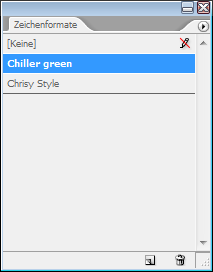 Zeichenformate
[Keine]
Chiller green
Chrisy Style